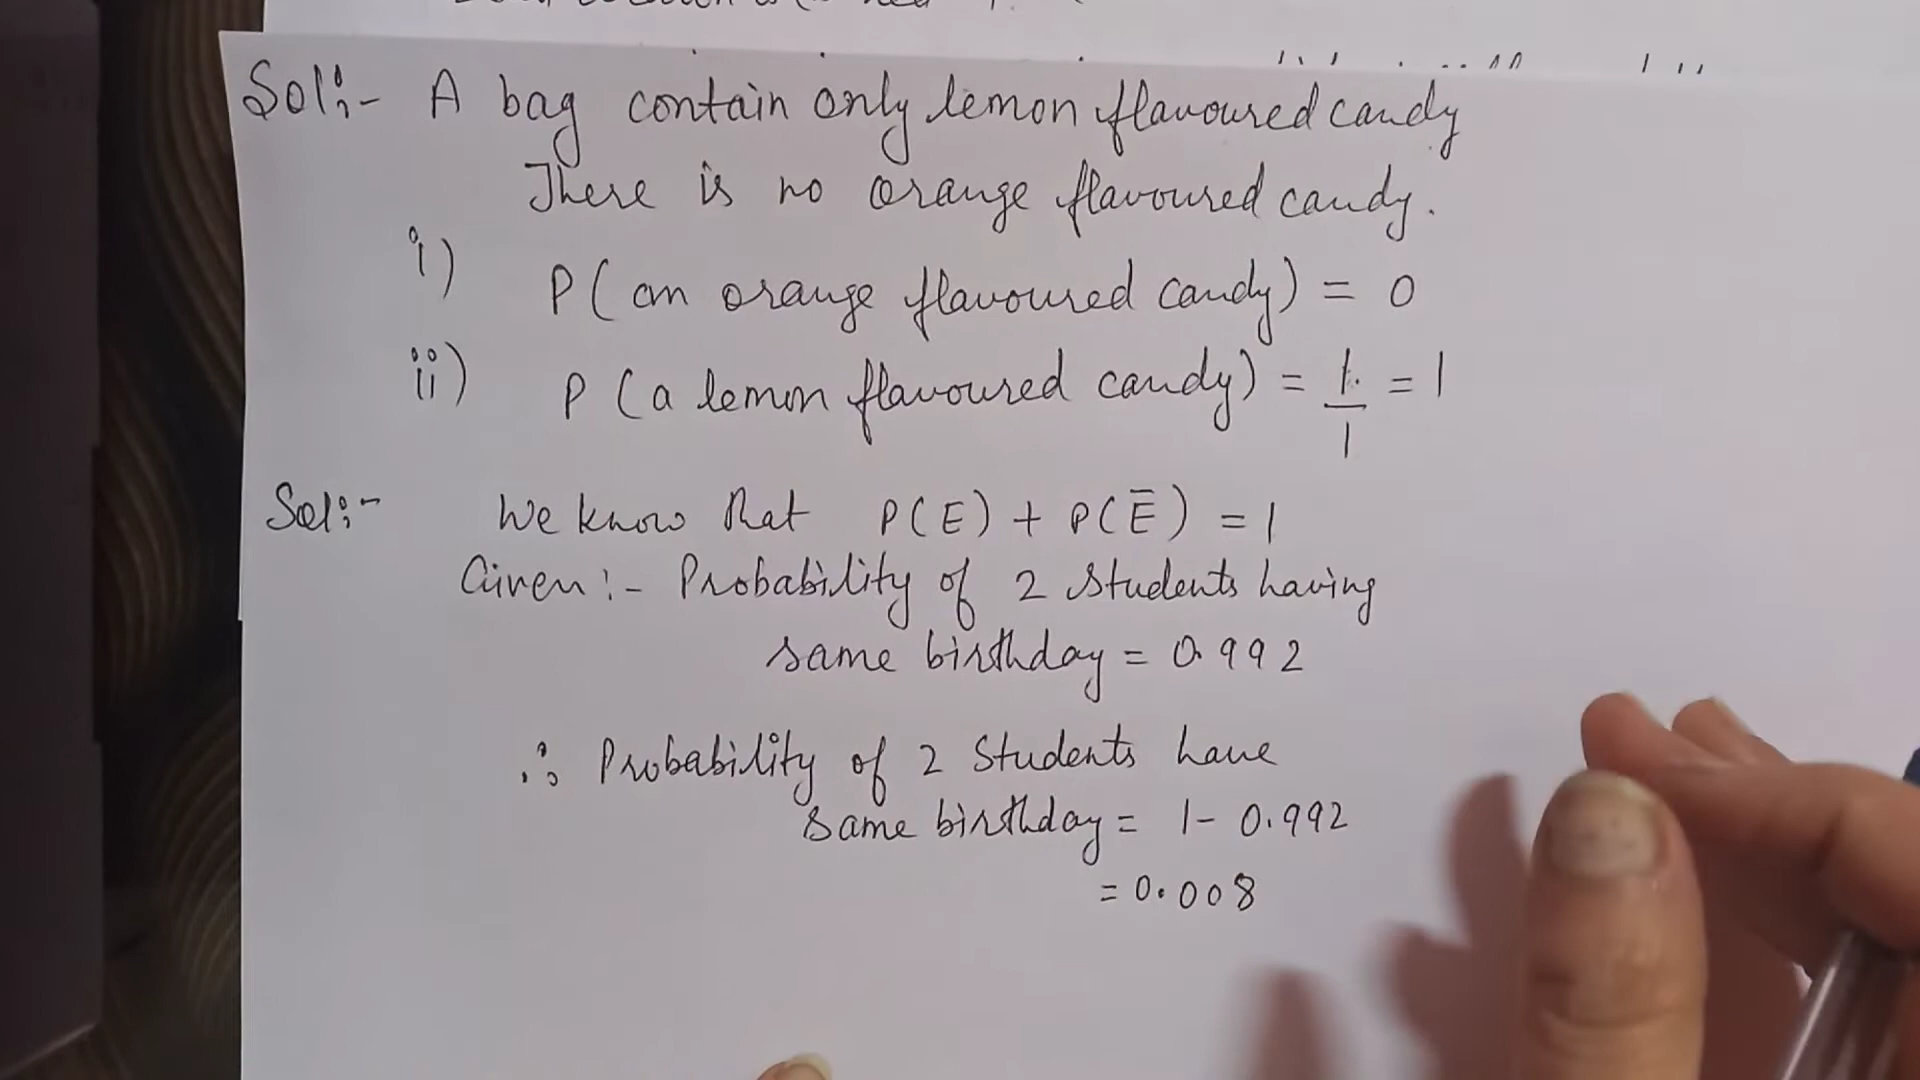 Sol:- A bag contain only lemon flavoured candy
There is no orange flavoured candy.
i) P( an orange flavoured candy) = 0
ii) P (a lemon flavoured candy) = 1/1 = 1
Sol:- We know that P(E) + P(Ē) = 1
Given:- Probability of 2 students having
same birthday = 0.992
∴ Probability of 2 Students have
same birthday = 1 - 0.992
= 0.008